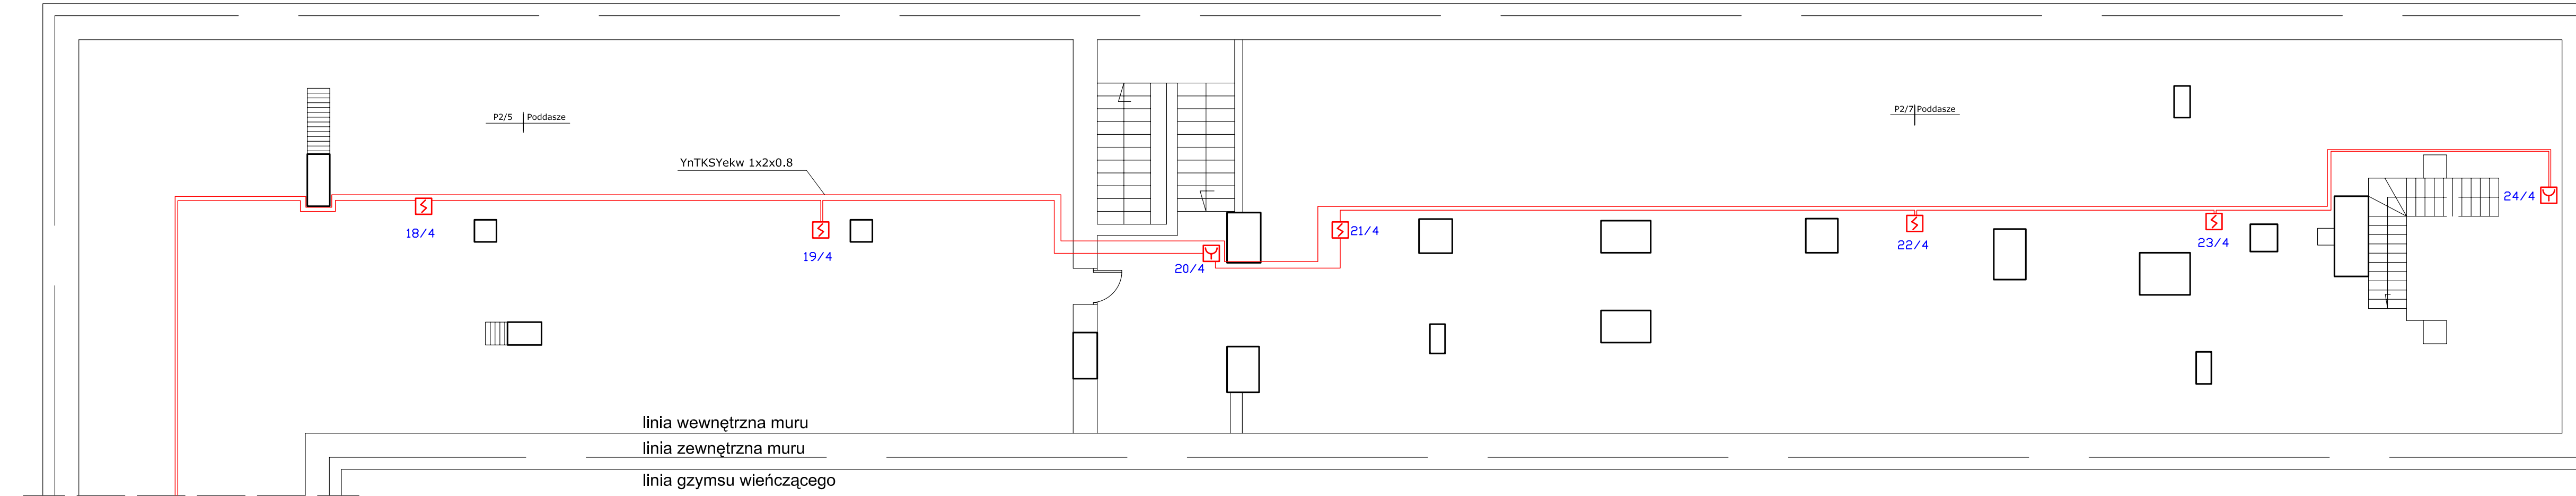 P2/7 Poddasze
P2/5 Poddasze
YnTKSYekw 1x2x0.8
24/4
18/4
21/4
19/4
22/4
23/4
20/4
linia wewnętrzna muru
linia zewnętrzna muru
linia gzymsu wieńczącego